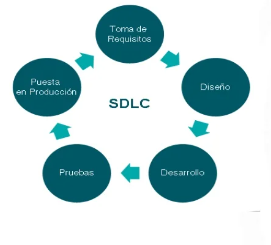 Toma de
Requisitos
Diseño
Desarrollo
Pruebas
Puesta
en Producción
SDLC